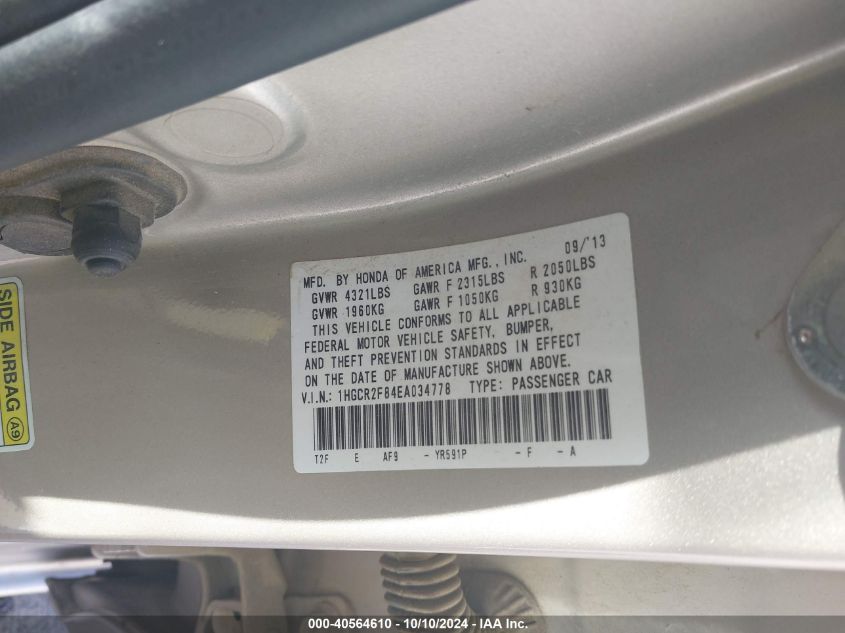 MFD. BY HONDA OF AMERICA MFG., INC. 09/'13
GVWR 4321LBS GAWR F 2315LBS R 2050LBS
GVWR 1960KG GAWR F 1050KG R 930KG
THIS VEHICLE CONFORMS TO ALL APPLICABLE
FEDERAL MOTOR VEHICLE SAFETY, BUMPER,
AND THEFT PREVENTION STANDARDS IN EFFECT
ON THE DATE OF MANUFACTURE SHOWN ABOVE.
V.I.N.: 1HGCR2F84EA034778 TYPE: PASSENGER CAR
T2F E AF9 - YR591P - F - A
SIDE AIRBAG A9
000-40564610 - 10/10/2024 - IAA Inc.